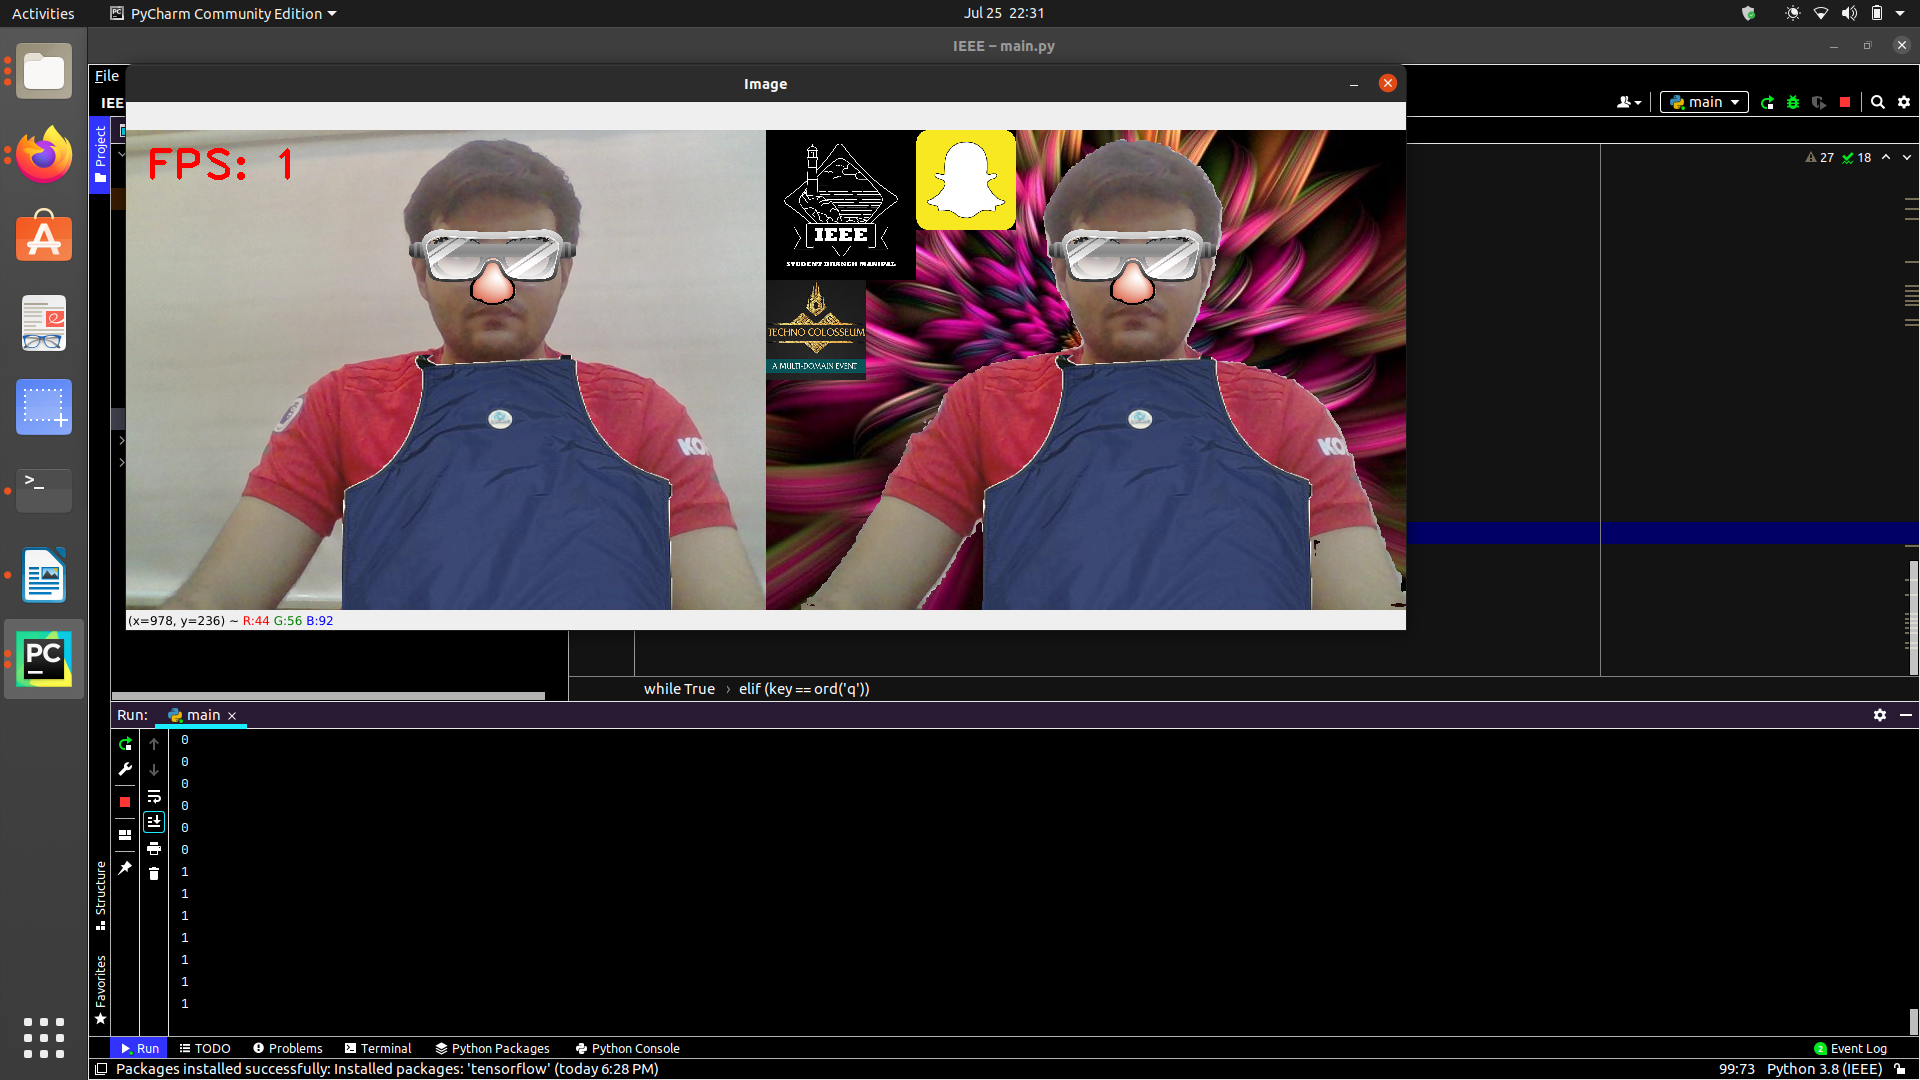 Activities
PyCharm Community Edition
Jul 25 22:31
IEEE – main.py
File
Image
IEE
main
Project
FPS: 1
IEEE
STUDENT BRANCH MANIPAL
TECHNO COLOSSEUM
A MULTI-DOMAIN EVENT
KO
27
18
(x=978, y=236) ~ R:44 G:56 B:92
while True › elif (key == ord('q'))
Run:
main
0
0
0
0
0
0
1
1
1
1
1
1
1
Structure
Favorites
Run
TODO
Problems
Terminal
Python Packages
Python Console
2 Event Log
Packages installed successfully: Installed packages: 'tensorflow' (today 6:28 PM)
99:73
Python 3.8 (IEEE)